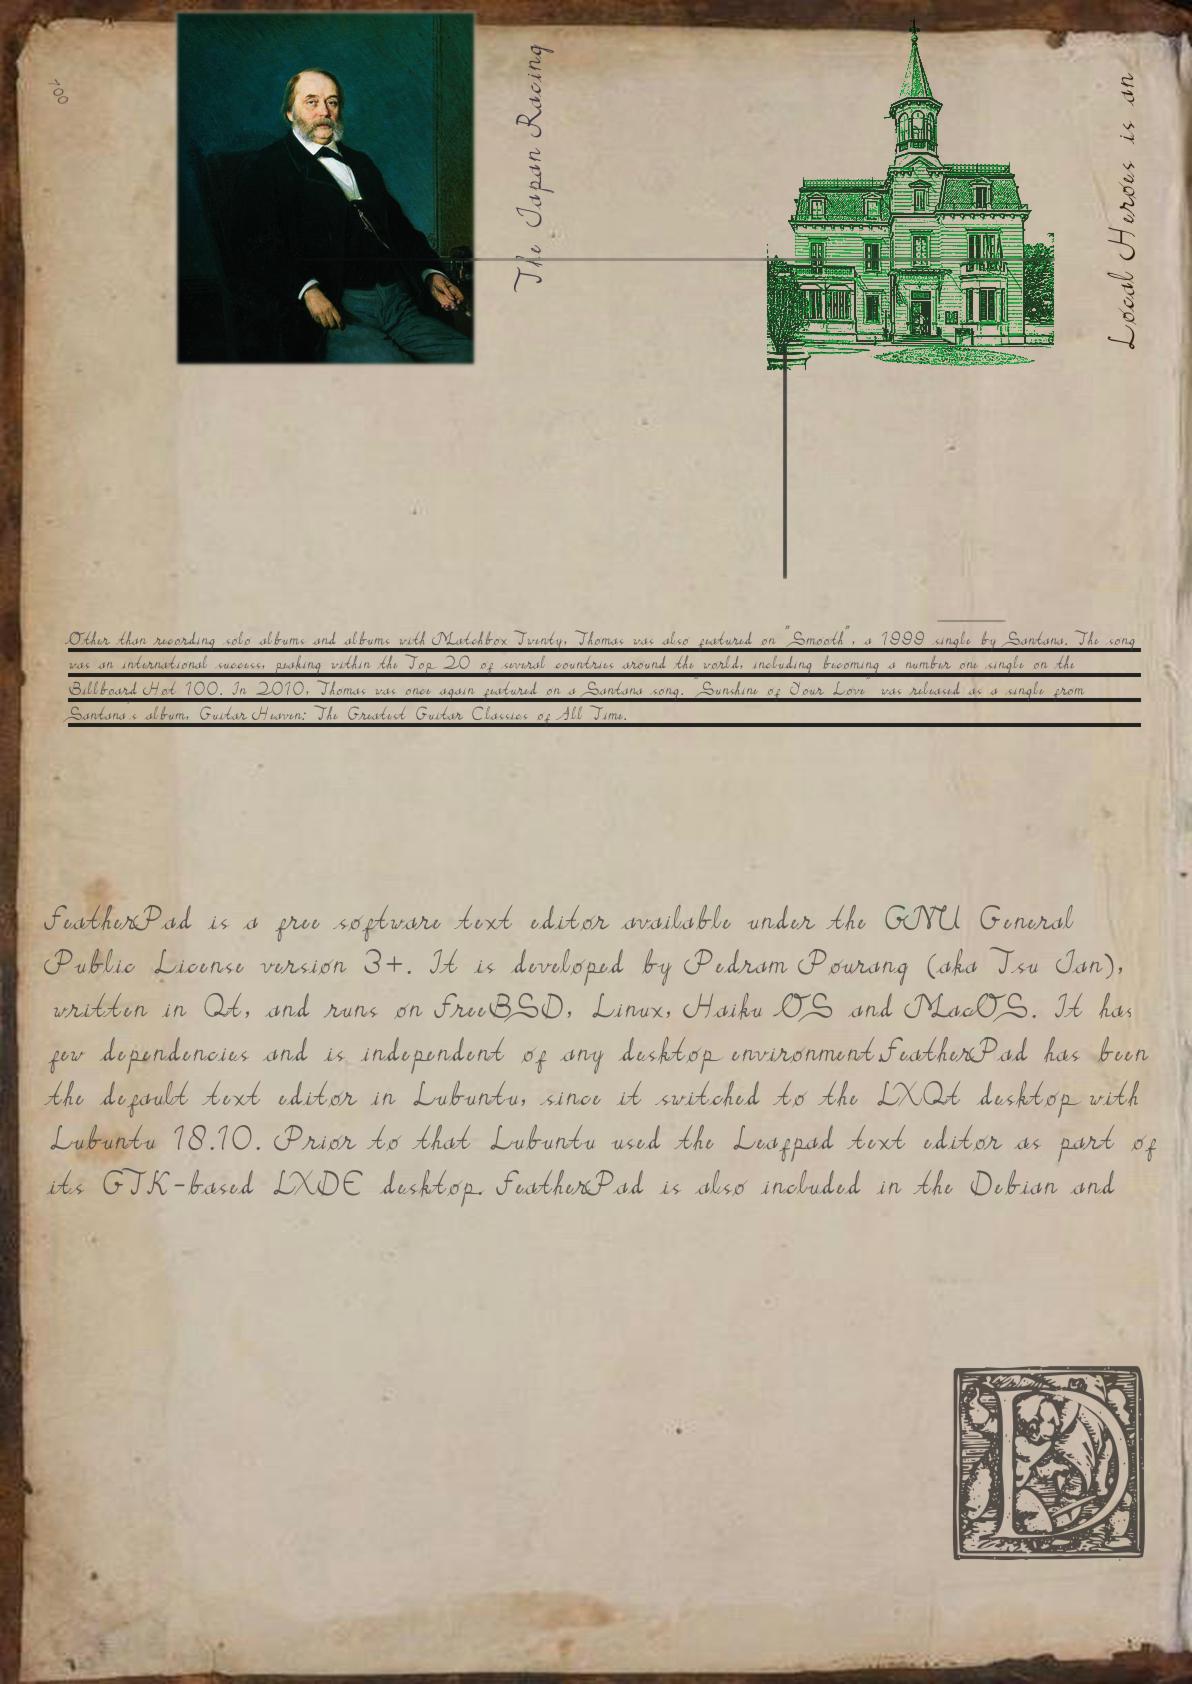 100
The Japan Racing
Local Heroes is an
Other than recording solo albums and albums with Matchbox Twenty, Thomas was also featured on "Smooth", a 1999 single by Santana. The song
was an international success, peaking within the Top 20 of several countries around the world, including becoming a number one single on the
Billboard Hot 100. In 2010, Thomas was once again featured on a Santana song. "Sunshine of Your Love" was released as a single from
Santana's album, Guitar Heaven: The Greatest Guitar Classics of All Time.
FeatherPad is a free software text editor available under the GNU General
Public License version 3+. It is developed by Pedram Pourang (aka Tsu Jan),
written in Qt, and runs on FreeBSD, Linux, Haiku OS and MacOS. It has
few dependencies and is independent of any desktop environment.FeatherPad has been
the default text editor in Lubuntu, since it switched to the LXQt desktop with
Lubuntu 18.10. Prior to that Lubuntu used the Leafpad text editor as part of
its GTK-based LXDE desktop. FeatherPad is also included in the Debian and
D